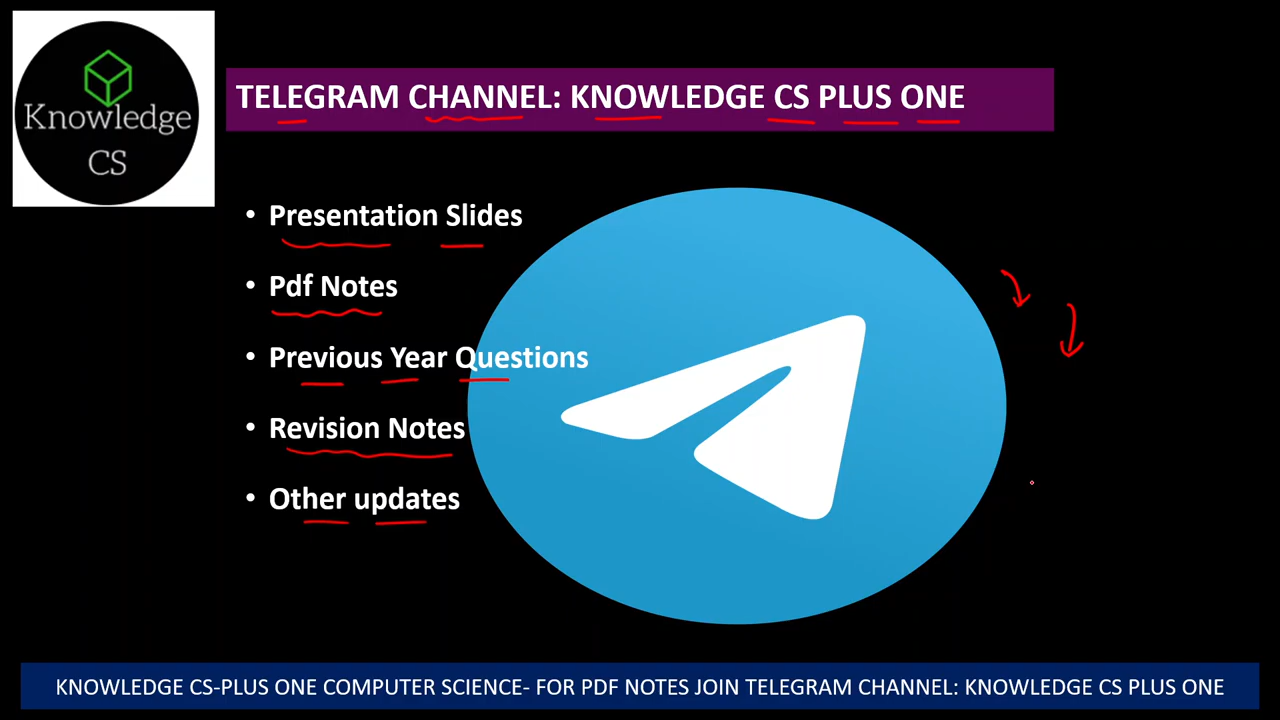 Knowledge
CS
TELEGRAM CHANNEL: KNOWLEDGE CS PLUS ONE
• Presentation Slides
• Pdf Notes
• Previous Year Questions
• Revision Notes
• Other updates
KNOWLEDGE CS-PLUS ONE COMPUTER SCIENCE- FOR PDF NOTES JOIN TELEGRAM CHANNEL: KNOWLEDGE CS PLUS ONE